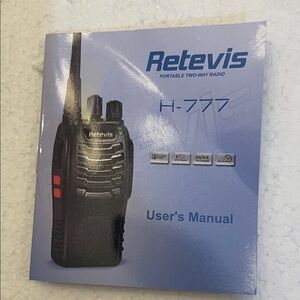 Retevis
PORTABLE TWO-WAY RADIO
H-777
Retevis
User's Manual